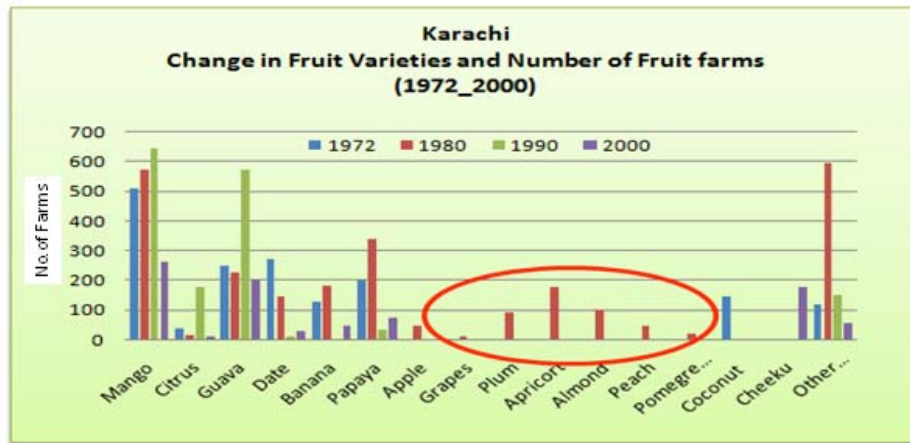 Karachi
Change in Fruit Varieties and Number of Fruit farms
(1972_2000)
1972 1980 1990 2000
No. of Farms
700
600
500
400
300
200
100
0
Mango
Citrus
Guava
Date
Banana
Papaya
Apple
Grapes
Plum
Apricort
Almond
Peach
Pomegre...
Coconut
Cheeku
Other...